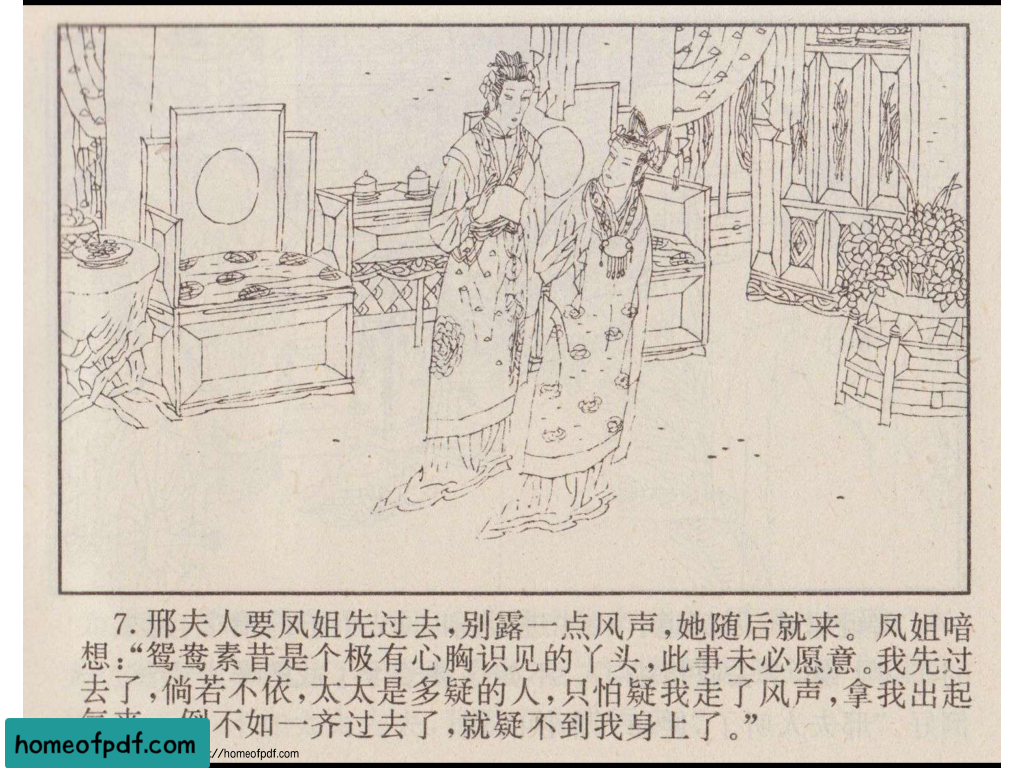 7. 邢夫人要凤姐先过去,别露一点风声,她随后就来。凤姐暗
想:“鸳鸯素昔是个极有心胸识见的丫头,此事未必愿意。我先过
去了,倘若不依,太太是多疑的人,只怕疑我走了风声,拿我出起
倒不如一齐过去了,就疑不到我身上了。”
homeofpdf.com
://homeofpdf.com